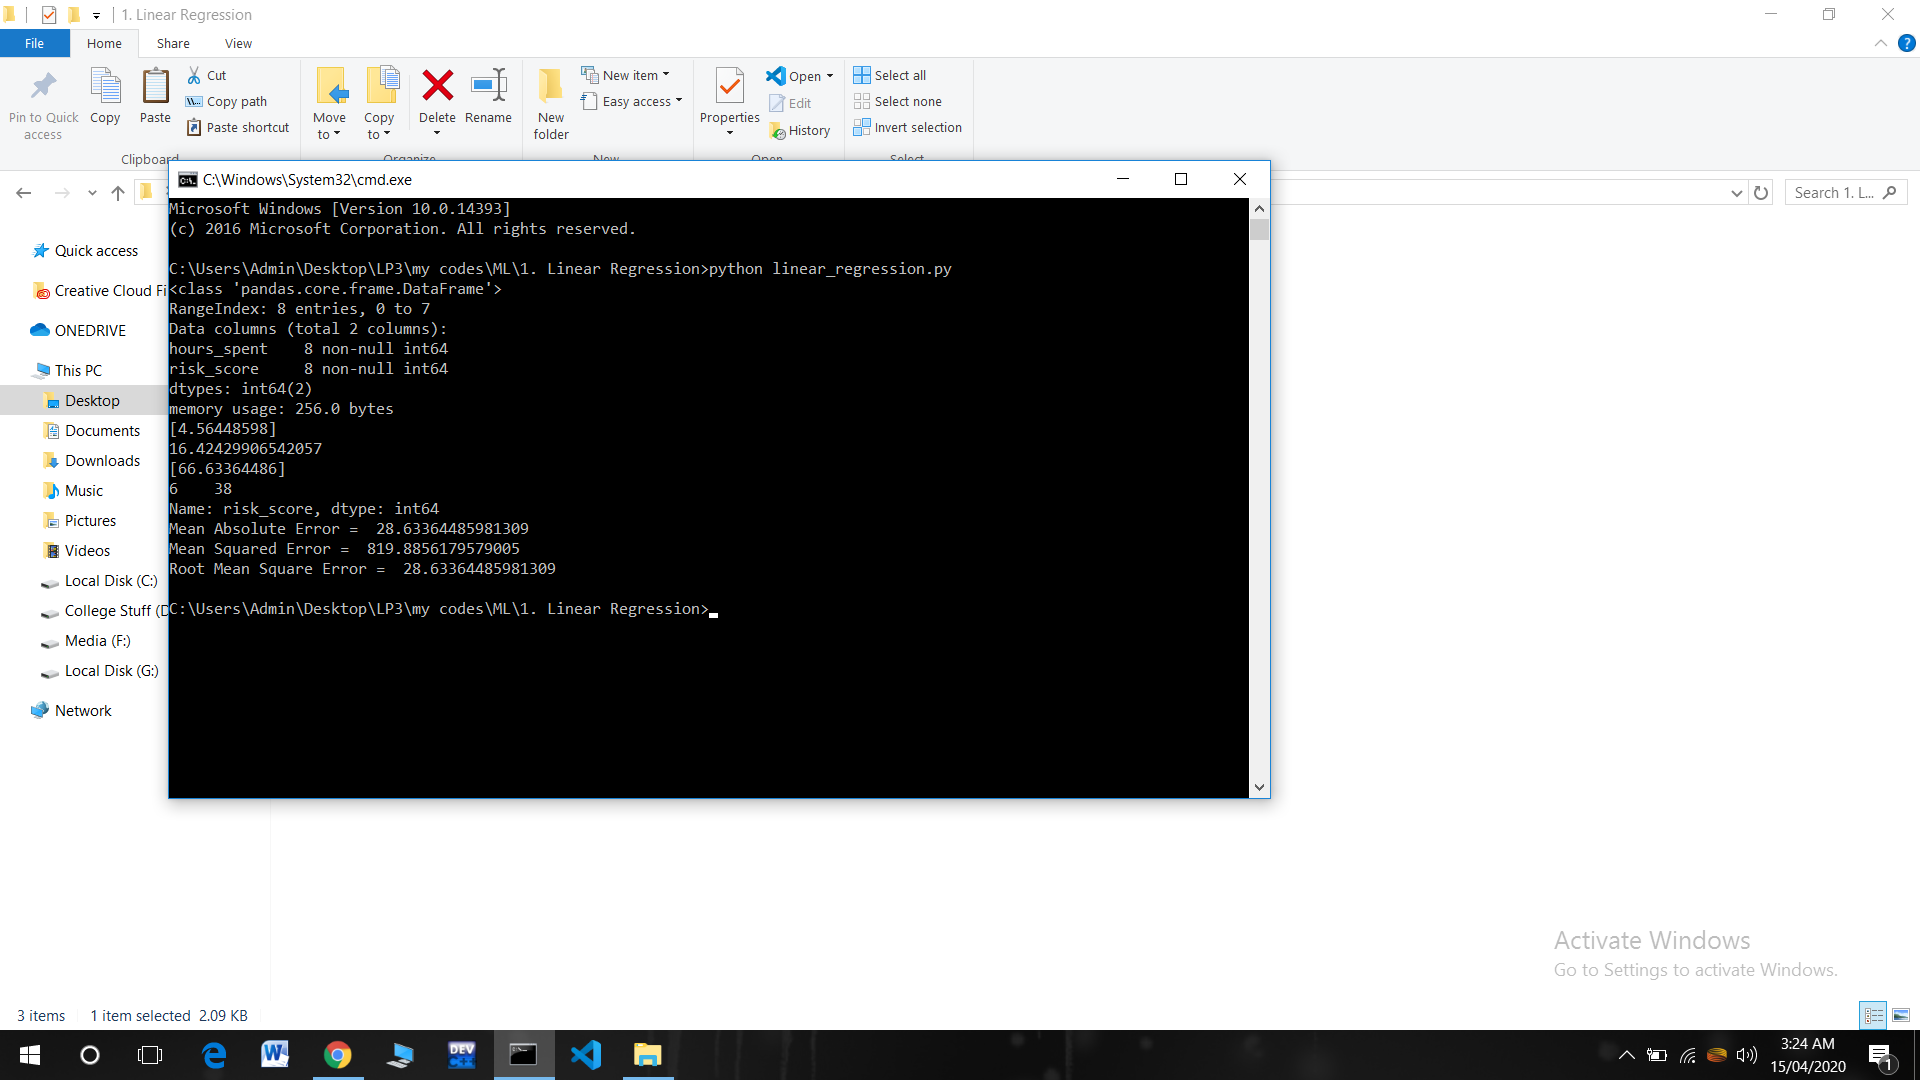 1. Linear Regression
File Home Share View
Pin to Quick access
Copy
Paste
Cut
Copy path
Paste shortcut
Clipboard
Move to
Copy to
Delete
Rename
Organize
New folder
New item
Easy access
New
Properties
Open
Edit
History
Open
Select all
Select none
Invert selection
Select
Search 1. L...
C:\Windows\System32\cmd.exe
Microsoft Windows [Version 10.0.14393]
(c) 2016 Microsoft Corporation. All rights reserved.
C:\Users\Admin\Desktop\LP3\my codes\ML\1. Linear Regression>python linear_regression.py
<class 'pandas.core.frame.DataFrame'>
RangeIndex: 8 entries, 0 to 7
Data columns (total 2 columns):
hours_spent    8 non-null int64
risk_score     8 non-null int64
dtypes: int64(2)
memory usage: 256.0 bytes
[4.56448598]
16.42429906542057
[66.63364486]
6    38
Name: risk_score, dtype: int64
Mean Absolute Error =  28.63364485981309
Mean Squared Error =  819.8856179579005
Root Mean Square Error =  28.63364485981309
C:\Users\Admin\Desktop\LP3\my codes\ML\1. Linear Regression>
Quick access
Creative Cloud Fi
ONEDRIVE
This PC
Desktop
Documents
Downloads
Music
Pictures
Videos
Local Disk (C:)
College Stuff (D
Media (F:)
Local Disk (G:)
Network
Activate Windows
Go to Settings to activate Windows.
3 items 1 item selected 2.09 KB
DEV
3:24 AM
15/04/2020
1